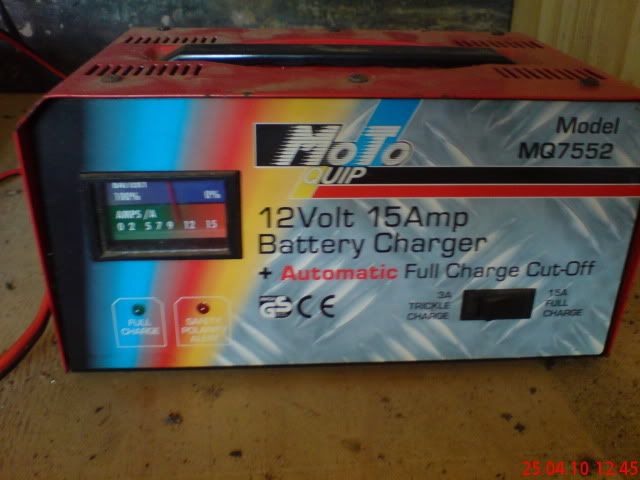 MoTo
QUIP
Model
MQ7552
BATTERY
100% 0%
AMPS/A
0 2 5 7 9 12 15
12Volt 15Amp
Battery Charger
+ Automatic Full Charge Cut-Off
GS CE
3A
TRICKLE
CHARGE
15A
FULL
CHARGE
FULL
CHARGE
SAFETY
POLARITY
ALERT
25.04.10 12:45